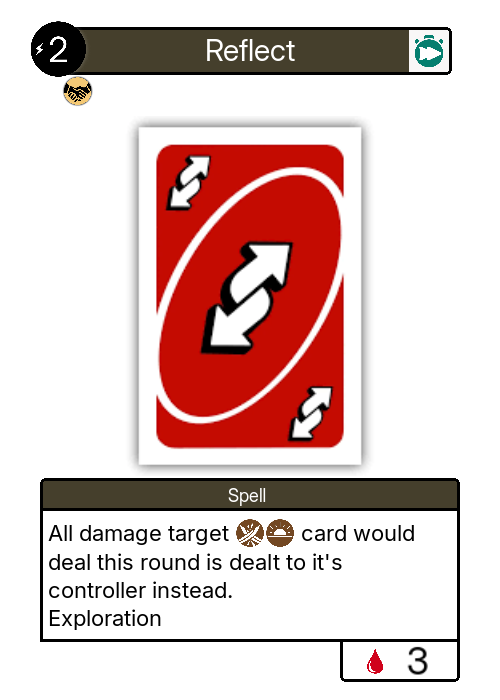 2
Reflect
Spell
All damage target card would
deal this round is dealt to it's
controller instead.
Exploration
3